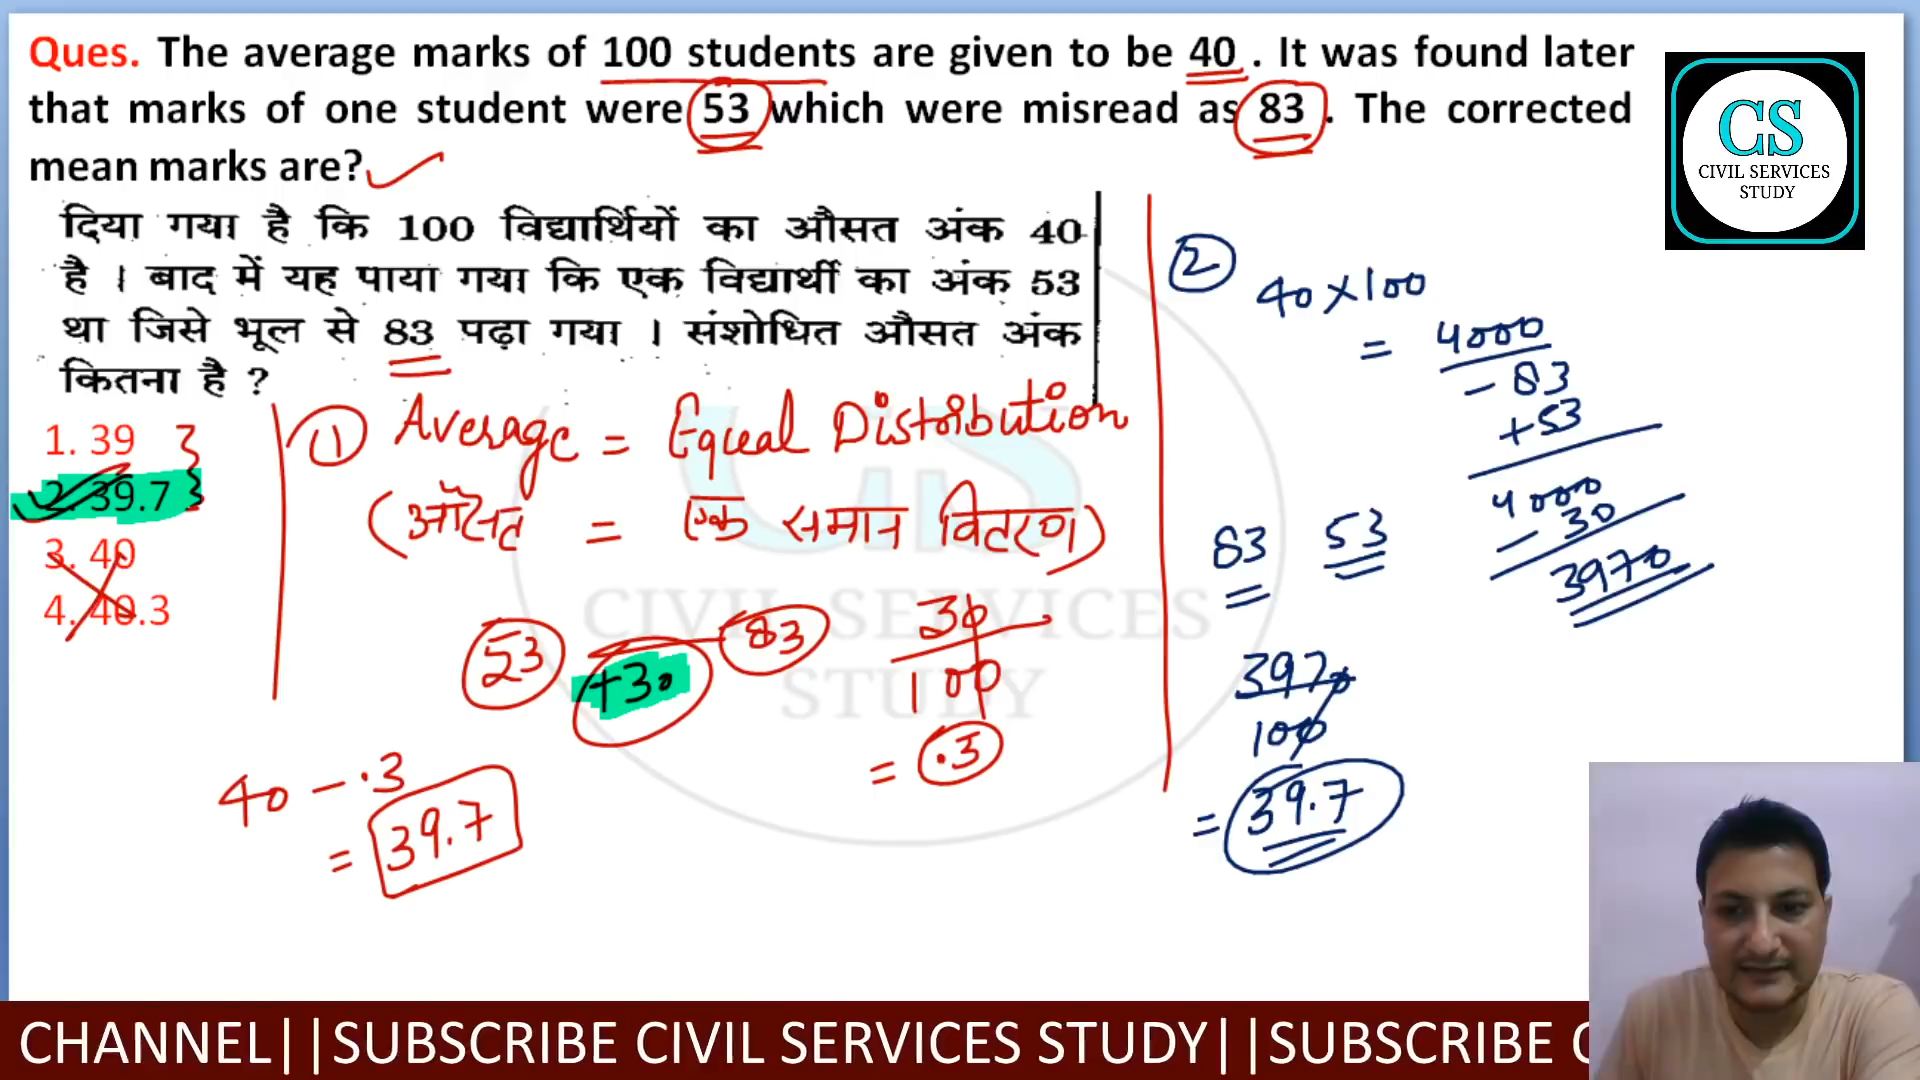 Ques. The average marks of 100 students are given to be 40 . It was found later
that marks of one student were 53 which were misread as 83 . The corrected
mean marks are?
CS
CIVIL SERVICES
STUDY
दिया गया है कि 100 विद्यार्थियों का औसत अंक 40
है । बाद में यह पाया गया कि एक विद्यार्थी का अंक 53
था जिसे भूल से 83 पढ़ा गया । संशोधित औसत अंक
कितना है ?
1. 39
2. 39.7
3. 40
4. 40.3
① Average = Equal Distribution
(औसत = एक समान वितरण)
53 +30 83
30
100
= .3
40 - .3
= 39.7
②
40 x 100
= 4000
- 83
+ 53
4000
- 30
3970
83 53
3970
100
= 39.7
CIVIL SERVICES
STUDY
CHANNEL||SUBSCRIBE CIVIL SERVICES STUDY||SUBSCRIBE C